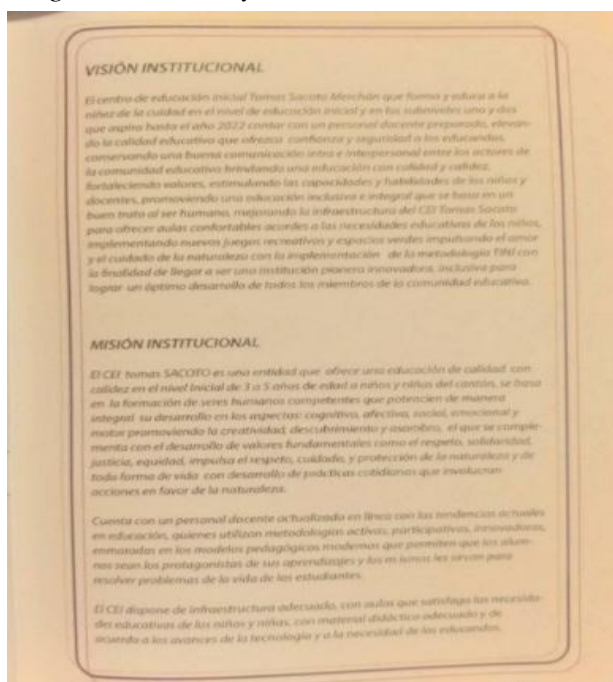 VISIÓN INSTITUCIONAL
El centro de educación inicial Tomas Sacoto Merchán que forma y educa a la
niñez de la cuidad en el nivel de educación inicial y en los subniveles uno y dos
que aspira hasta el año 2022 contar con un personal docente preparado, elevan-
do la calidad educativa que ofrezca confianza y seguridad a los educandos,
conservando una buena comunicación intra e interpersonal entre los actores de
la comunidad educativa brindando una educación con calidad y calidez,
fortaleciendo valores, estimulando las capacidades y habilidades de los niños y
docentes, promoviendo una educación inclusiva e integral que se basa en un
buen trato al ser humano, mejorando la infraestructura del CEI Tomas Sacoto
para ofrecer aulas confortables acordes a las necesidades educativas de los niños,
implementando nuevos juegos recreativos y espacios verdes impulsando el amor
y el cuidado de la naturaleza con la implementación de la metodología TiNi con
la finalidad de llegar a ser una institución pionera innovadora, inclusiva para
lograr un óptimo desarrollo de todos los miembros de la comunidad educativa.
MISIÓN INSTITUCIONAL
El CEI tomas SACOTO es una entidad que ofrece una educación de calidad con
calidez en el nivel Inicial de 3 a 5 años de edad a niños y niñas del cantón, se basa
en la formación de seres humanos competentes que potencien de manera
integral su desarrollo en los aspectos: cognitivo, afectivo, social, emocional y
motor promoviendo la creatividad, descubrimiento y asombro, el que se comple-
menta con el desarrollo de valores fundamentales como el respeto, solidaridad,
justicia, equidad, impulsa el respeto, cuidado, y protección de la naturaleza y de
toda forma de vida con desarrollo de prácticas cotidianas que involucran
acciones en favor de la naturaleza.
Cuenta con un personal docente actualizado en línea con las tendencias actuales
en educación, quienes utilizan metodologías activas, participativas, innovadoras,
enmarcadas en los modelos pedagógicos modernos que permiten que los alum-
nos sean los protagonistas de sus aprendizajes y los mismos les sirvan para
resolver problemas de la vida de los estudiantes.
El CEI dispone de infraestructura adecuada, con aulas que satisfaga las necesida-
des educativas de los niños y niñas, con material didáctico adecuado y de
acuerdo a los avances de la tecnología y a la necesidad de los educandos.